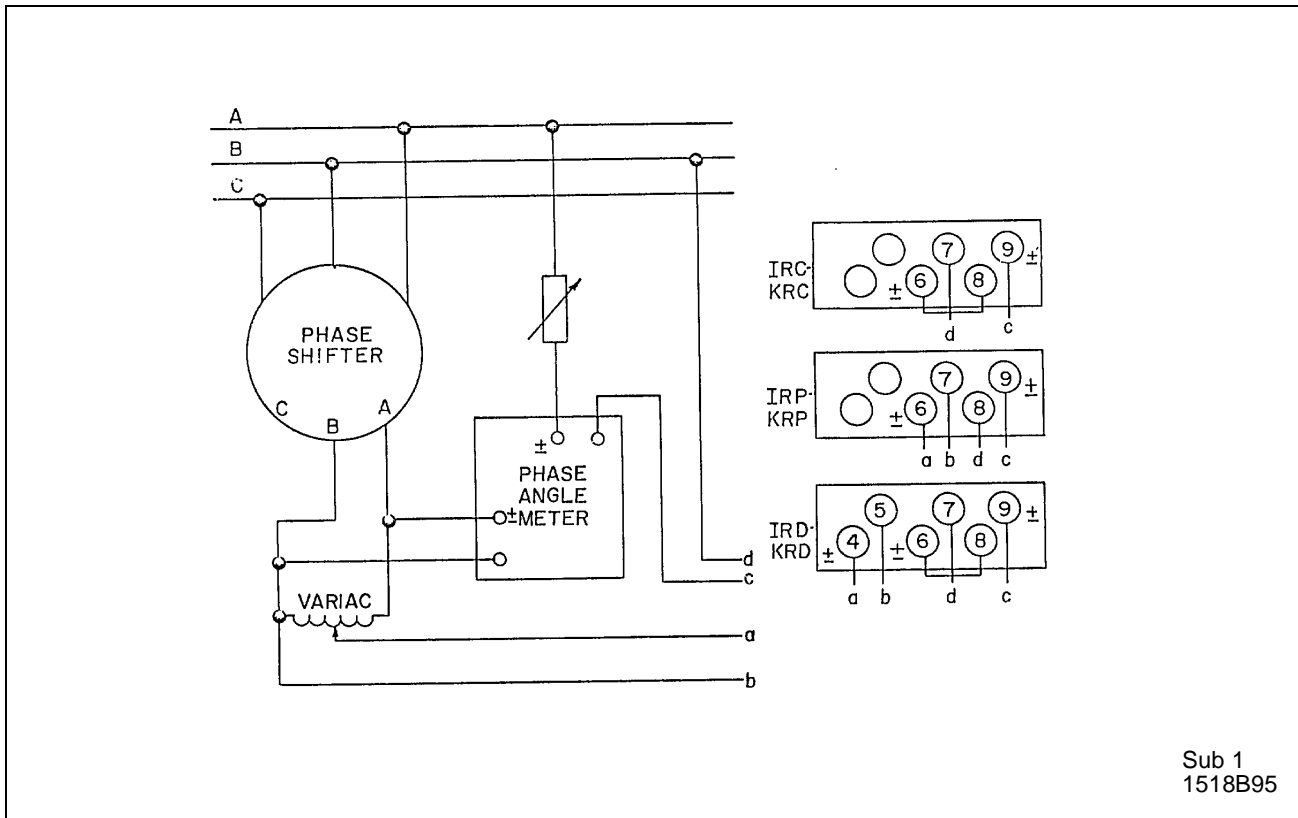 A
B
C
PHASE
SHIFTER
C
B
A
±
PHASE
ANGLE
± METER
VARIAC
d
c
a
b
IRC-
KRC
7
9 ±
± 6
8
d
c
IRP-
KRP
7
9 ±
± 6
8
a b d c
IRD-
KRD
5
7
9 ±
± 4
± 6
8
a b d c
Sub 1
1518B95